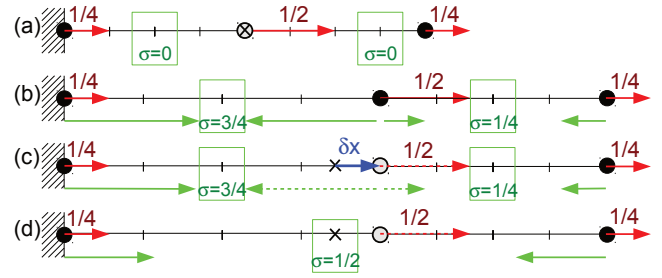 (a) 1/4 1/2 1/4
σ=0 σ=0
(b) 1/4 1/2 1/4
σ=3/4 σ=1/4
(c) 1/4 δx 1/2 1/4
σ=3/4 σ=1/4
(d) 1/4 1/2 1/4
σ=1/2